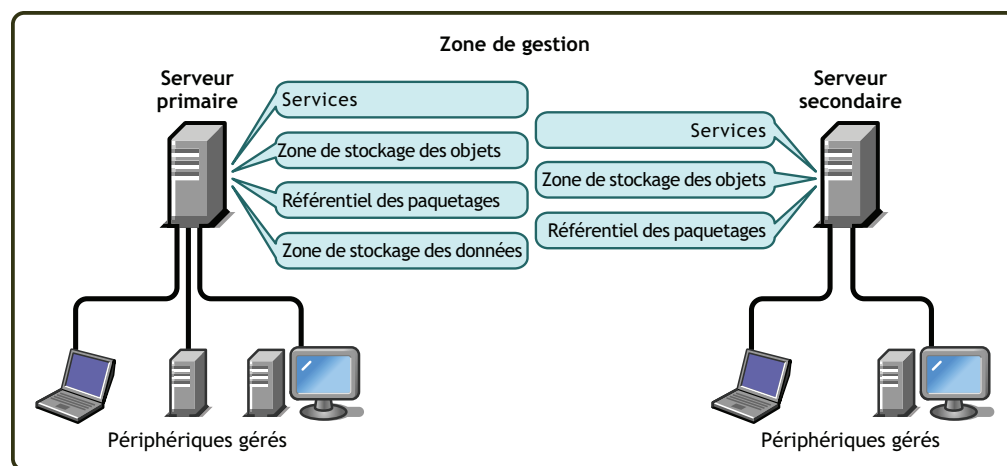 Zone de gestion
Serveur
primaire
Services
Zone de stockage des objets
Référentiel des paquetages
Zone de stockage des données
Serveur
secondaire
Services
Zone de stockage des objets
Référentiel des paquetages
Périphériques gérés
Périphériques gérés